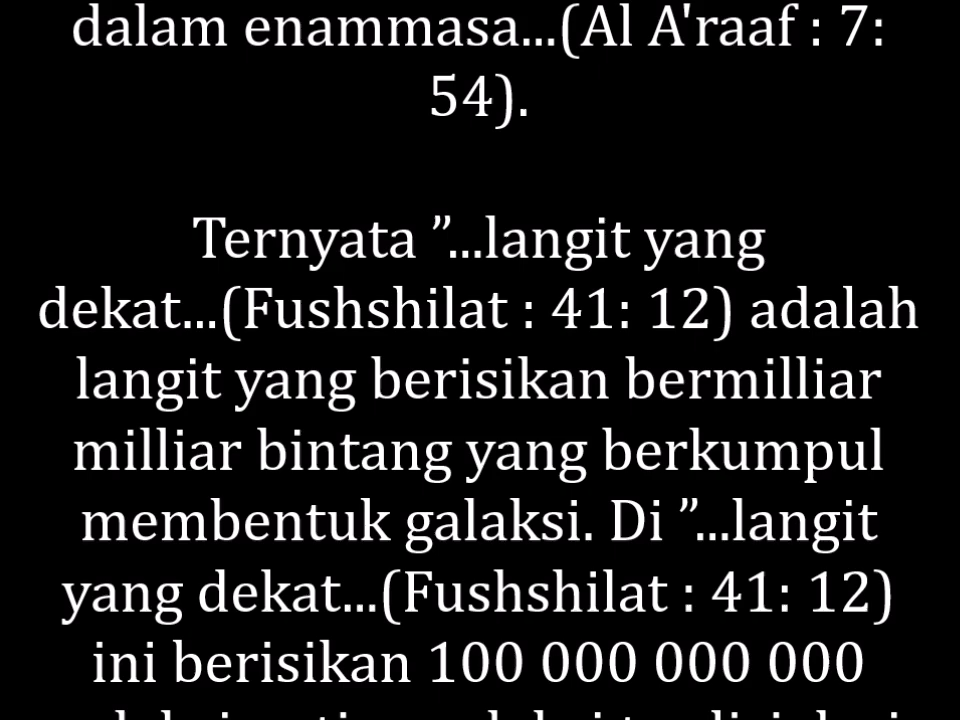 dalam enammasa...(Al A'raaf : 7:
54).
Ternyata ”...langit yang
dekat...(Fushshilat : 41: 12) adalah
langit yang berisikan bermilliar
milliar bintang yang berkumpul
membentuk galaksi. Di ”...langit
yang dekat...(Fushshilat : 41: 12)
ini berisikan 100 000 000 000